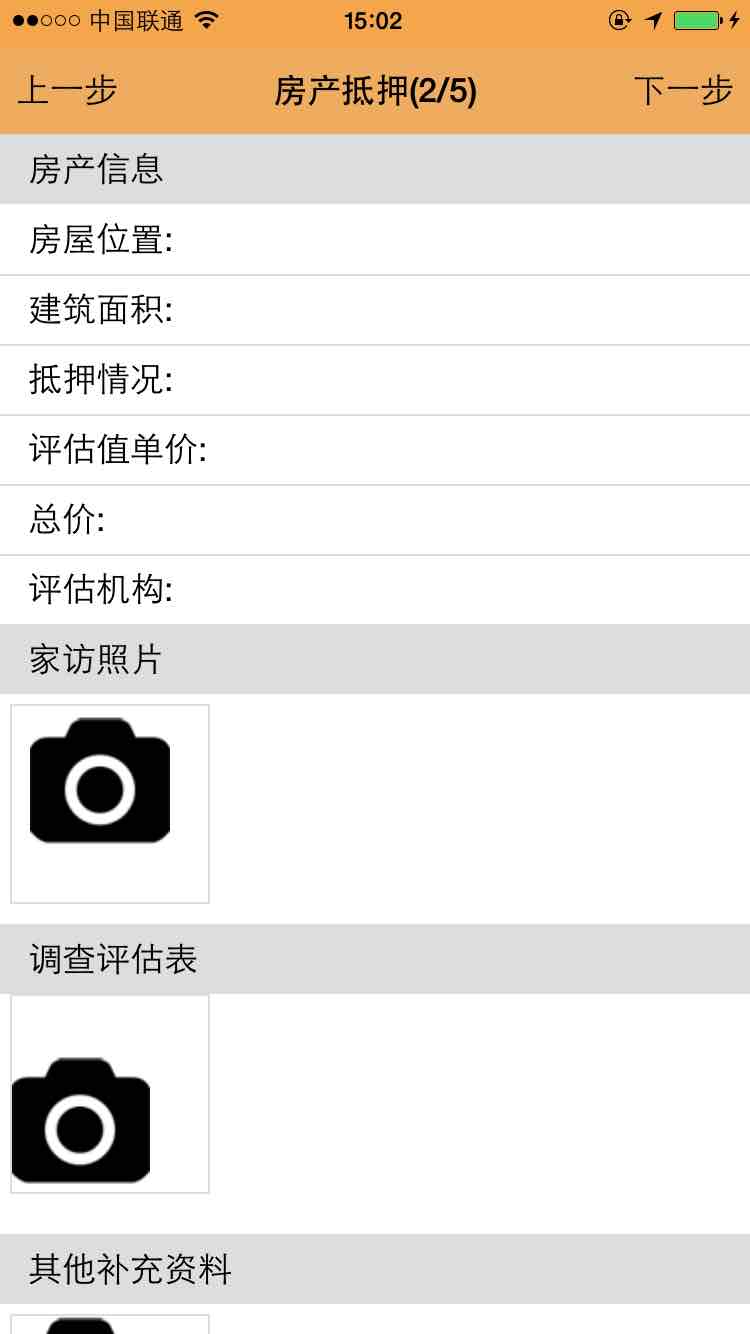 中国联通 15:02
上一步 房产抵押(2/5) 下一步
房产信息
房屋位置:
建筑面积:
抵押情况:
评估值单价:
总价:
评估机构:
家访照片
调查评估表
其他补充资料